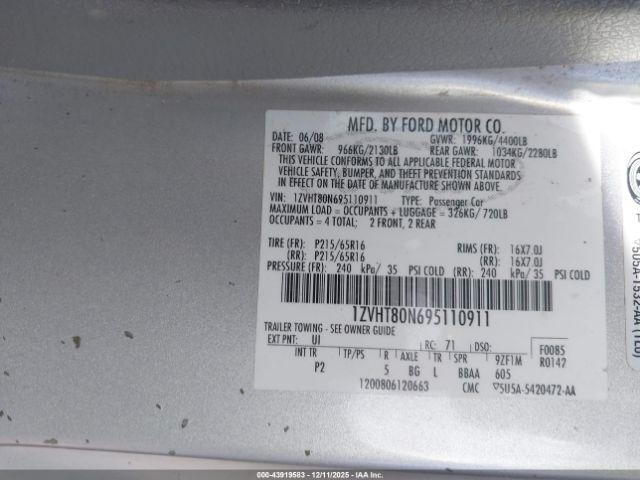 MFD. BY FORD MOTOR CO.
DATE: 06/08 GVWR: 1996KG/4400LB
FRONT GAWR: 966KG/2130LB REAR GAWR: 1034KG/2280LB
THIS VEHICLE CONFORMS TO ALL APPLICABLE FEDERAL MOTOR
VEHICLE SAFETY, BUMPER, AND THEFT PREVENTION STANDARDS
IN EFFECT ON THE DATE OF MANUFACTURE SHOWN ABOVE.
VIN: 1ZVHT80N695110911 TYPE: Passenger Car
MAXIMUM LOAD = OCCUPANTS + LUGGAGE = 326KG/720LB
OCCUPANTS = 4 TOTAL; 2 FRONT, 2 REAR
TIRE (FR): P215/65R16 RIMS (FR): 16X7.0J
(RR): P215/65R16 (RR): 16X7.0J
PRESSURE (FR): 240 kPa/ 35 PSI COLD (RR): 240 kPa/ 35 PSI COLD
1ZVHT80N695110911
TRAILER TOWING - SEE OWNER GUIDE
EXT PNT: UI RC: 71 DSO: F0085
INT TR TP/PS R AXLE TR SPR 9ZF1M R0142
P2 5 BG L BBAA 605
1200806120663 CMC ▽5U5A-5420472-AA
000-43919583 - 12/11/2025 - IAA Corp.